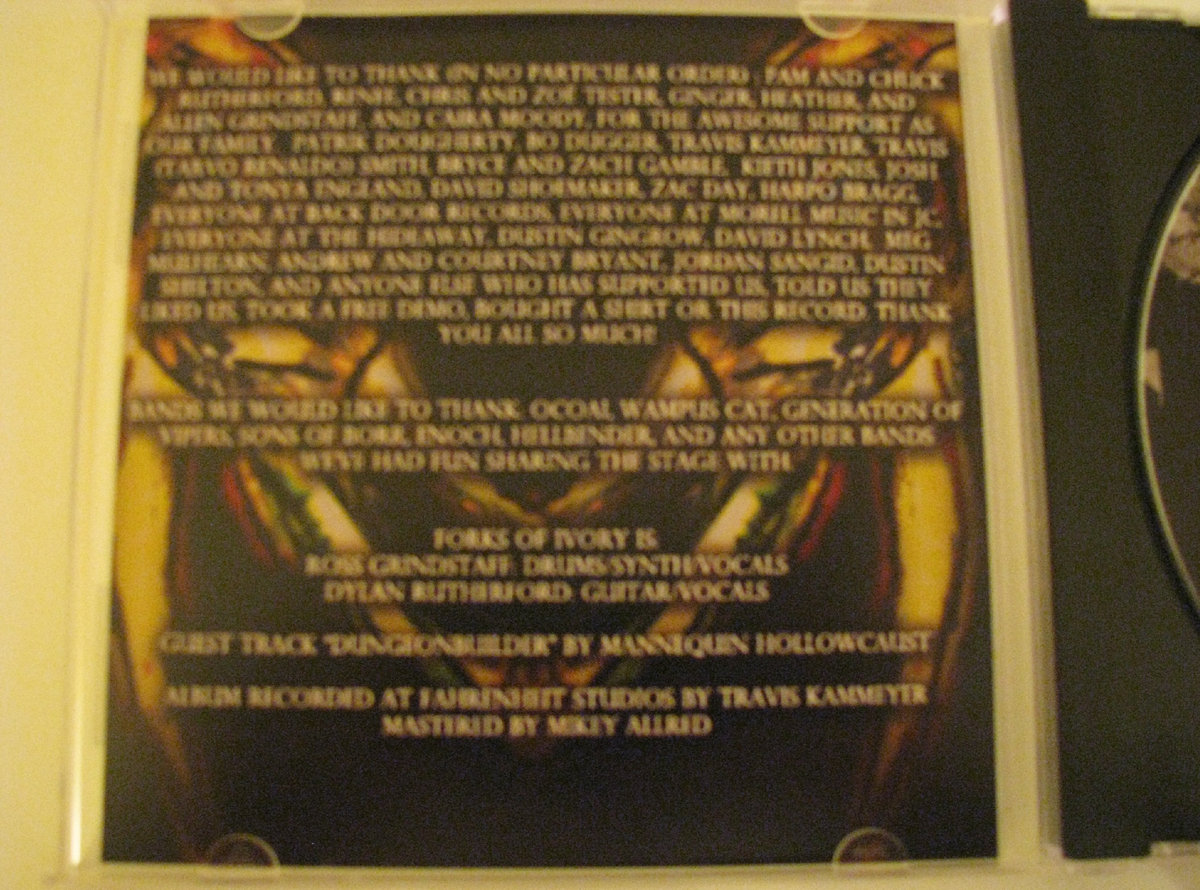 WE WOULD LIKE TO THANK (IN NO PARTICULAR ORDER) : PAM AND CHUCK
RUTHERFORD, RENEE, CHRIS AND ZOE TESTER, GINGER, HEATHER, AND
ALLEN GRINDSTAFF, AND CAIRA MOODY, FOR THE AWESOME SUPPORT AS
OUR FAMILY. PATRIK DOUGHERTY, BO DUGGER, TRAVIS KAMMEYER, TRAVIS
(TARVO RENALDO) SMITH, BRYCE AND ZACH GAMBLE, KEITH JONES, JOSH
AND TONYA ENGLAND, DAVID SHOEMAKER, ZAC DAY, HARPO BRAGG,
EVERYONE AT BACK DOOR RECORDS, EVERYONE AT MORELL MUSIC IN JC,
EVERYONE AT THE HIDEAWAY, DUSTIN GINGROW, DAVID LYNCH, MEG
MULHEARN, ANDREW AND COURTNEY BRYANT, JORDAN SANGID, DUSTIN
SHELTON, AND ANYONE ELSE WHO HAS SUPPORTED US, TOLD US THEY
LIKED US, TOOK A FREE DEMO, BOUGHT A SHIRT OR THIS RECORD. THANK
YOU ALL SO MUCH!
BANDS WE WOULD LIKE TO THANK: OCOAI, WAMPUS CAT, GENERATION OF
VIPERS, SONS OF BORR, ENOCH, HELLBENDER, AND ANY OTHER BANDS
WE'VE HAD FUN SHARING THE STAGE WITH.
FORKS OF IVORY IS:
ROSS GRINDSTAFF: DRUMS/SYNTH/VOCALS
DYLAN RUTHERFORD: GUITAR/VOCALS
GUEST TRACK "DUNGEONBUILDER" BY MANNEQUIN HOLLOWCAUST
ALBUM RECORDED AT FAHRENHEIT STUDIOS BY TRAVIS KAMMEYER
MASTERED BY MIKEY ALLRED